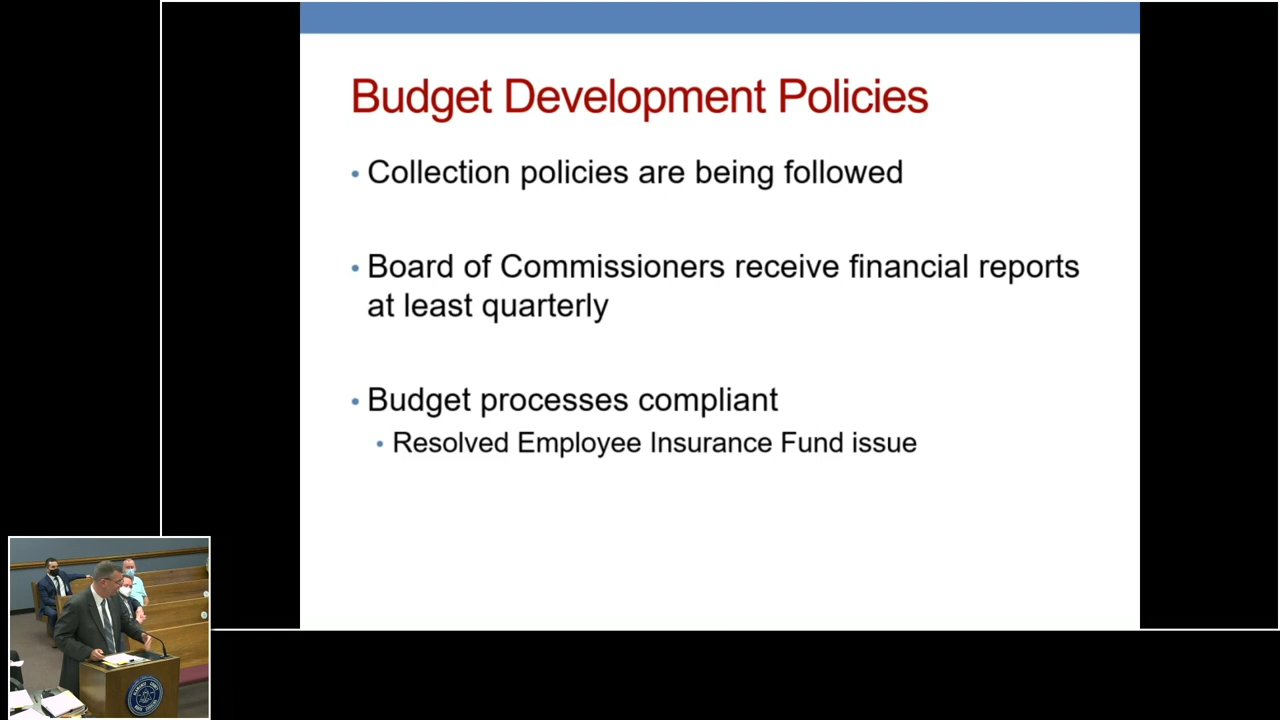 Budget Development Policies
• Collection policies are being followed
• Board of Commissioners receive financial reports
at least quarterly
• Budget processes compliant
• Resolved Employee Insurance Fund issue